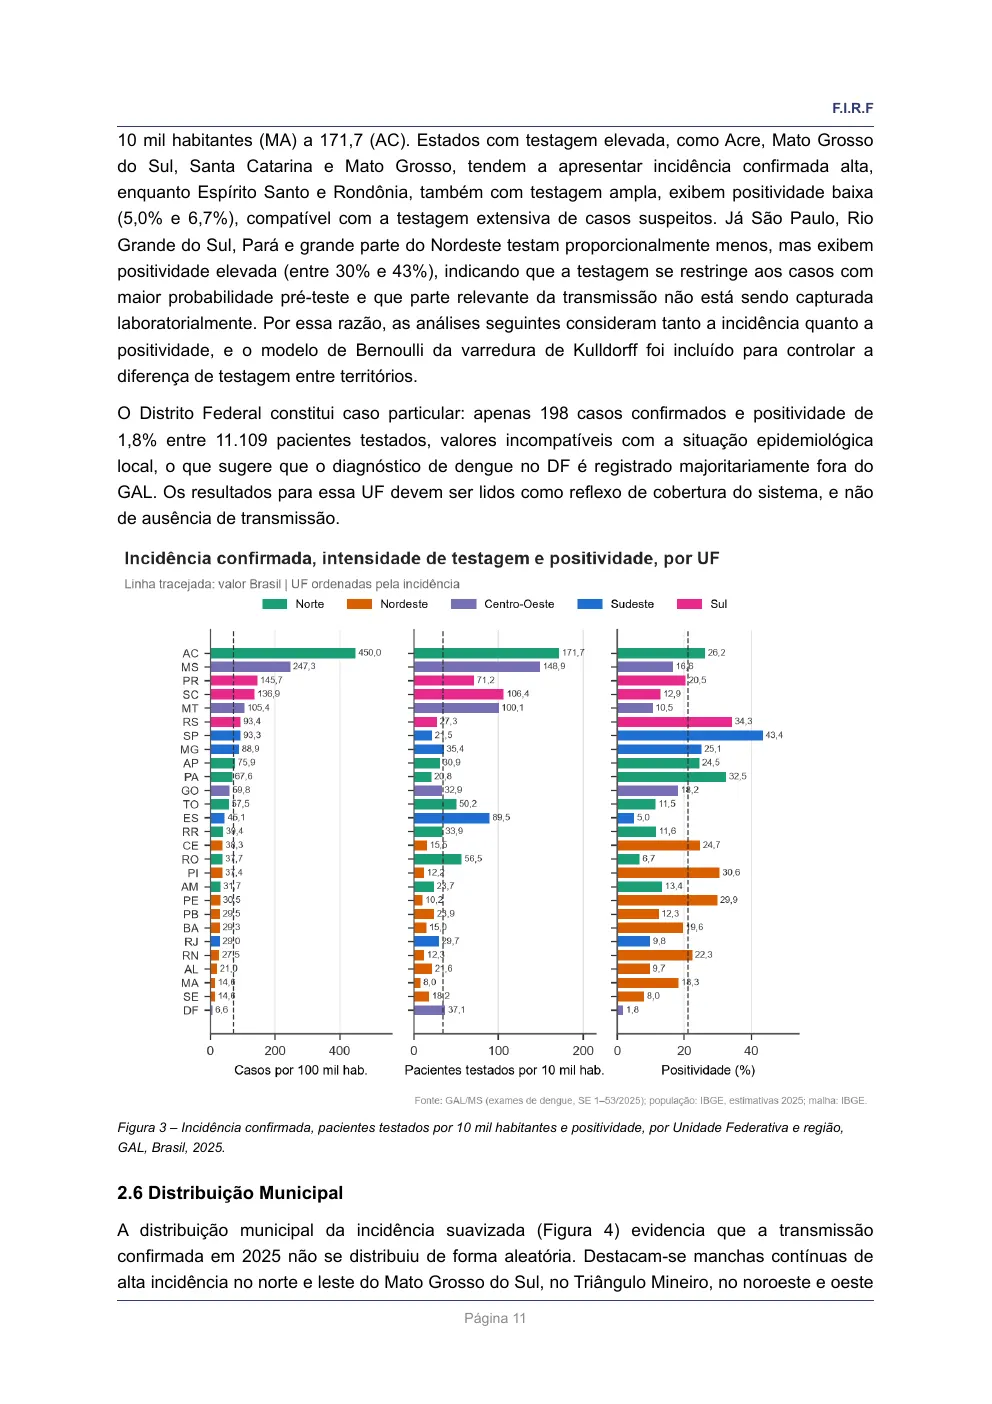 F.I.R.F
10 mil habitantes (MA) a 171,7 (AC). Estados com testagem elevada, como Acre, Mato Grosso
do Sul, Santa Catarina e Mato Grosso, tendem a apresentar incidência confirmada alta,
enquanto Espírito Santo e Rondônia, também com testagem ampla, exibem positividade baixa
(5,0% e 6,7%), compatível com a testagem extensiva de casos suspeitos. Já São Paulo, Rio
Grande do Sul, Pará e grande parte do Nordeste testam proporcionalmente menos, mas exibem
positividade elevada (entre 30% e 43%), indicando que a testagem se restringe aos casos com
maior probabilidade pré-teste e que parte relevante da transmissão não está sendo capturada
laboratorialmente. Por essa razão, as análises seguintes consideram tanto a incidência quanto a
positividade, e o modelo de Bernoulli da varredura de Kulldorff foi incluído para controlar a
diferença de testagem entre territórios.
O Distrito Federal constitui caso particular: apenas 198 casos confirmados e positividade de
1,8% entre 11.109 pacientes testados, valores incompatíveis com a situação epidemiológica
local, o que sugere que o diagnóstico de dengue no DF é registrado majoritariamente fora do
GAL. Os resultados para essa UF devem ser lidos como reflexo de cobertura do sistema, e não
de ausência de transmissão.
Incidência confirmada, intensidade de testagem e positividade, por UF
Linha tracejada: valor Brasil | UF ordenadas pela incidência
Norte Nordeste Centro-Oeste Sudeste Sul
AC 450,0 171,7 26,2
MS 247,3 148,9 16,6
PR 145,7 71,2 20,5
SC 136,9 106,4 12,9
MT 105,4 100,1 10,5
RS 93,4 27,3 34,3
SP 93,3 21,5 43,4
MG 88,9 35,4 25,1
AP 75,9 30,9 24,5
PA 67,6 20,8 32,5
GO 59,8 32,9 18,2
TO 57,5 50,2 11,5
ES 45,1 89,5 5,0
RR 39,4 33,9 11,6
CE 38,3 15,5 24,7
RO 37,7 56,5 6,7
PI 37,4 12,2 30,6
AM 31,7 23,7 13,4
PE 30,5 10,2 29,9
PB 29,5 23,9 12,3
BA 29,3 15,0 19,6
RJ 29,0 29,7 9,8
RN 27,5 12,3 22,3
AL 21,0 21,6 9,7
MA 14,6 8,0 18,3
SE 14,6 18,2 8,0
DF 6,6 37,1 1,8
0 200 400 0 100 200 0 20 40
Casos por 100 mil hab. Pacientes testados por 10 mil hab. Positividade (%)
Fonte: GAL/MS (exames de dengue, SE 1–53/2025); população: IBGE, estimativas 2025; malha: IBGE.
Figura 3 – Incidência confirmada, pacientes testados por 10 mil habitantes e positividade, por Unidade Federativa e região,
GAL, Brasil, 2025.
2.6 Distribuição Municipal
A distribuição municipal da incidência suavizada (Figura 4) evidencia que a transmissão
confirmada em 2025 não se distribuiu de forma aleatória. Destacam-se manchas contínuas de
alta incidência no norte e leste do Mato Grosso do Sul, no Triângulo Mineiro, no noroeste e oeste
Página 11